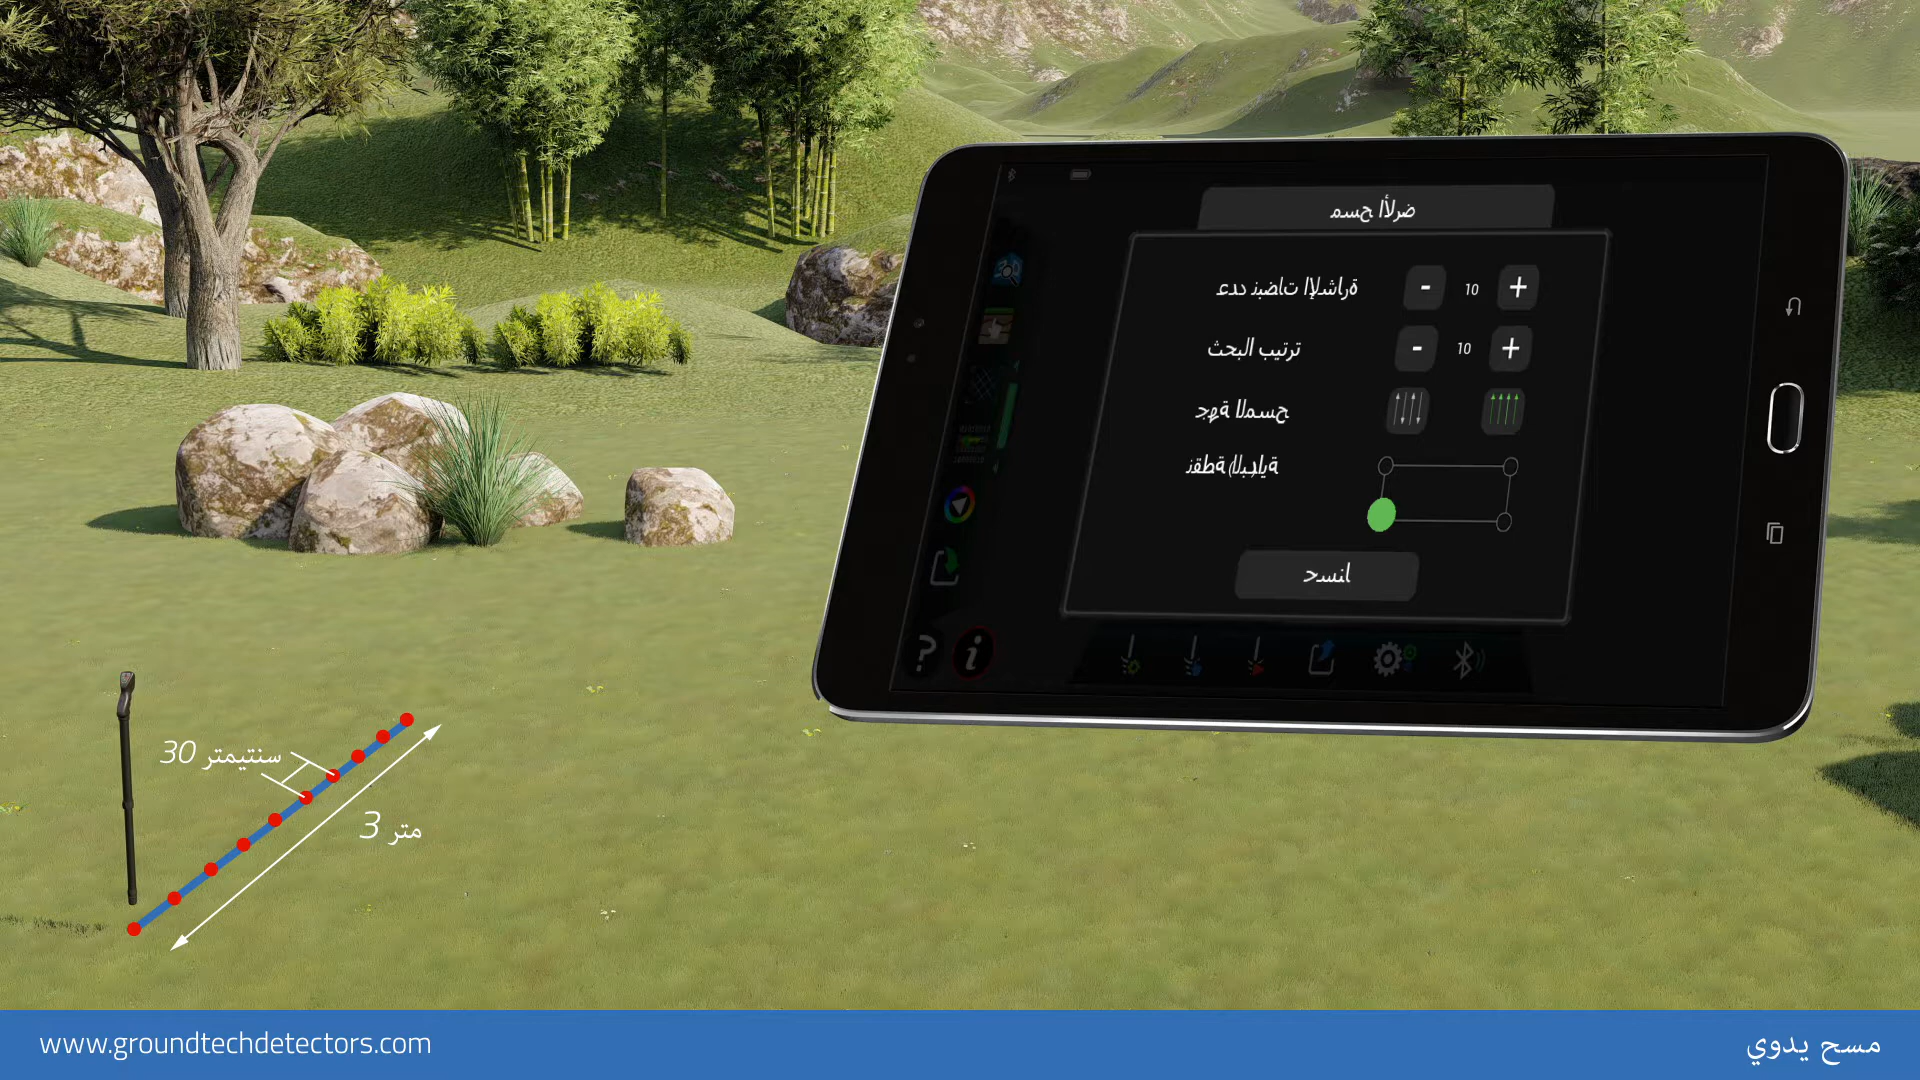 مسح الأرض
عدد نبضات الإشارة
- 10 +
ترتيب البحث
- 10 +
جهة المسح
نقطة البداية
حسنا
30 سنتيمتر
3 متر
www.groundtechdetectors.com
مسح يدوي